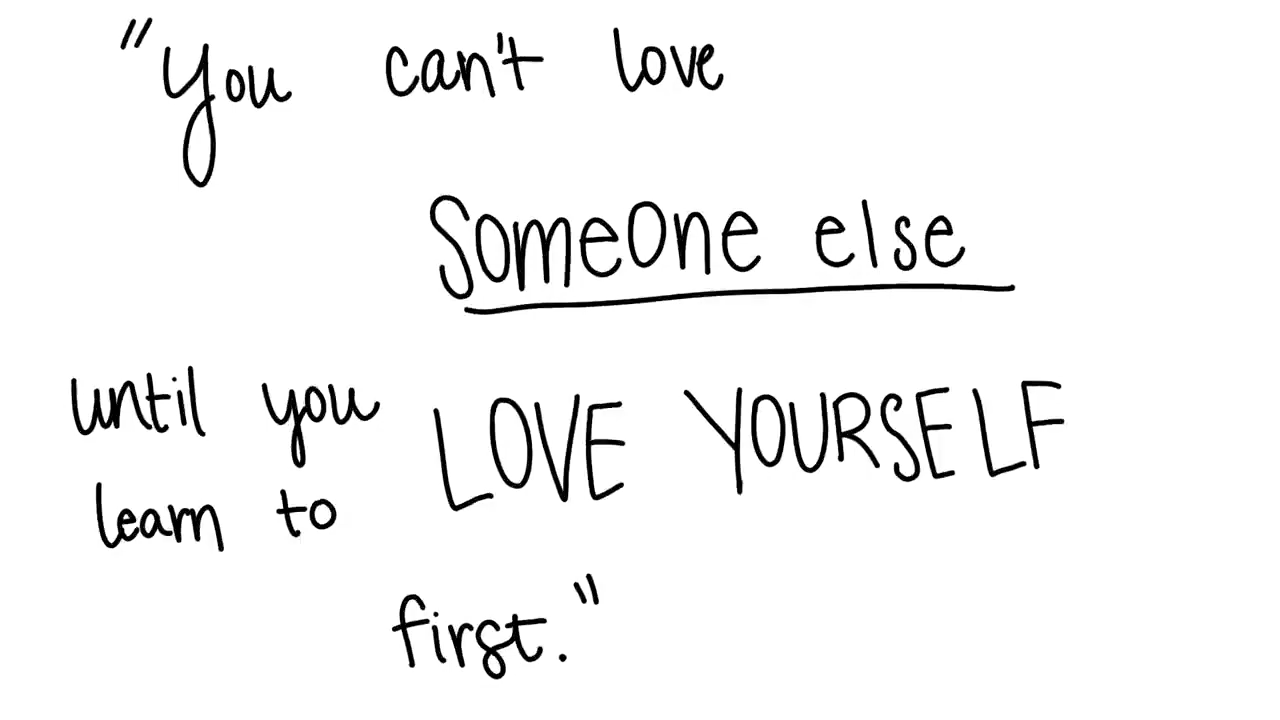 "You can't love
Someone else
until you
learn to
LOVE YOURSELF
first."